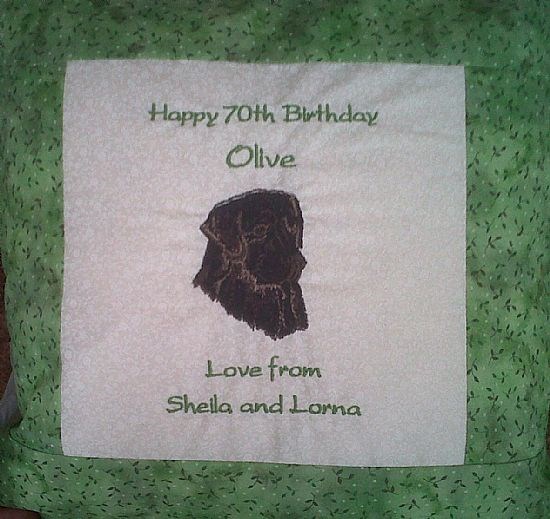 Happy 70th Birthday
Olive
Love from
Sheila and Lorna